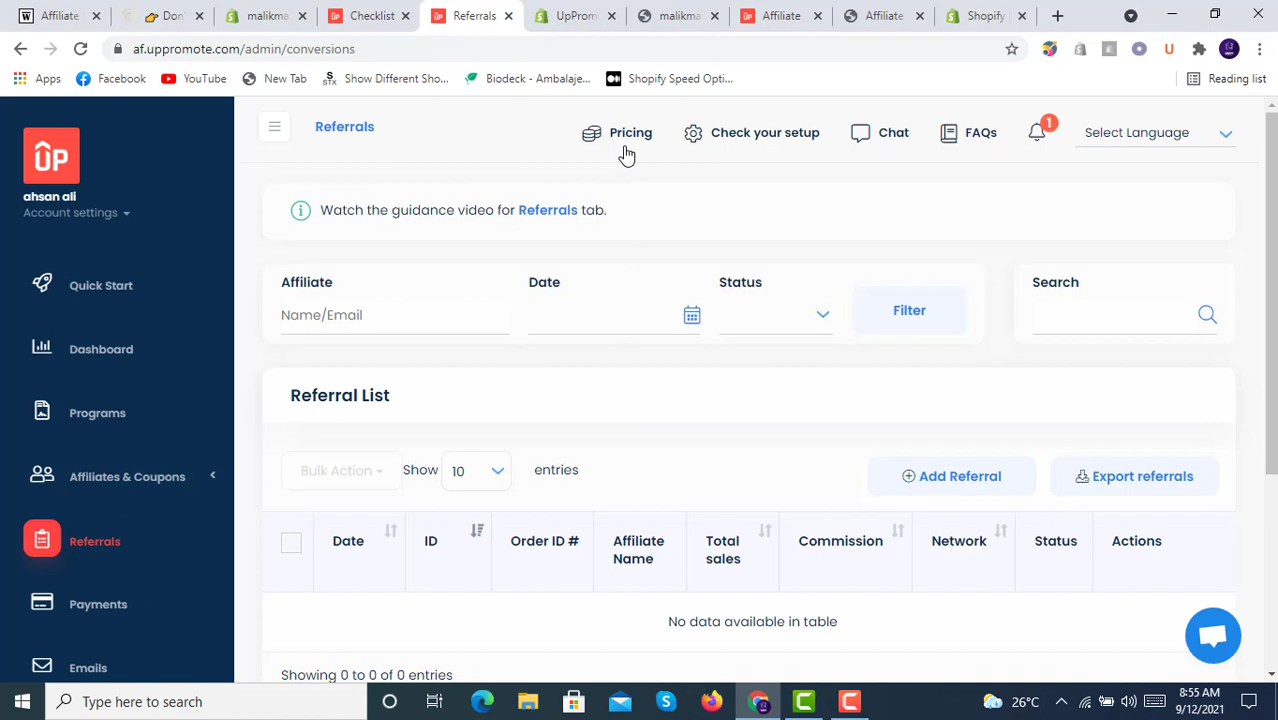 Affiliate
Don'
malikma
Checklist
Referrals
UpProm
malikma
Affiliate
Affiliate
Shopify
af.uppromote.com/admin/conversions
Apps
Facebook
YouTube
New Tab
STX
Show Different Sho...
Biodeck - Ambalaje...
Shopify Speed Opti...
Reading list
UP
ahsan ali
Account settings
Referrals
Pricing
Check your setup
Chat
FAQs
1
Select Language
Watch the guidance video for Referrals tab.
Affiliate
Date
Status
Search
Name/Email
Filter
Quick Start
Dashboard
Programs
Affiliates & Coupons
Referrals
Payments
Emails
Referral List
Bulk Action
Show 10 entries
Add Referral
Export referrals
Date
ID
Order ID #
Affiliate
Name
Total
sales
Commission
Network
Status
Actions
No data available in table
Showing 0 to 0 of 0 entries
Type here to search
26°C
8:55 AM
9/12/2021